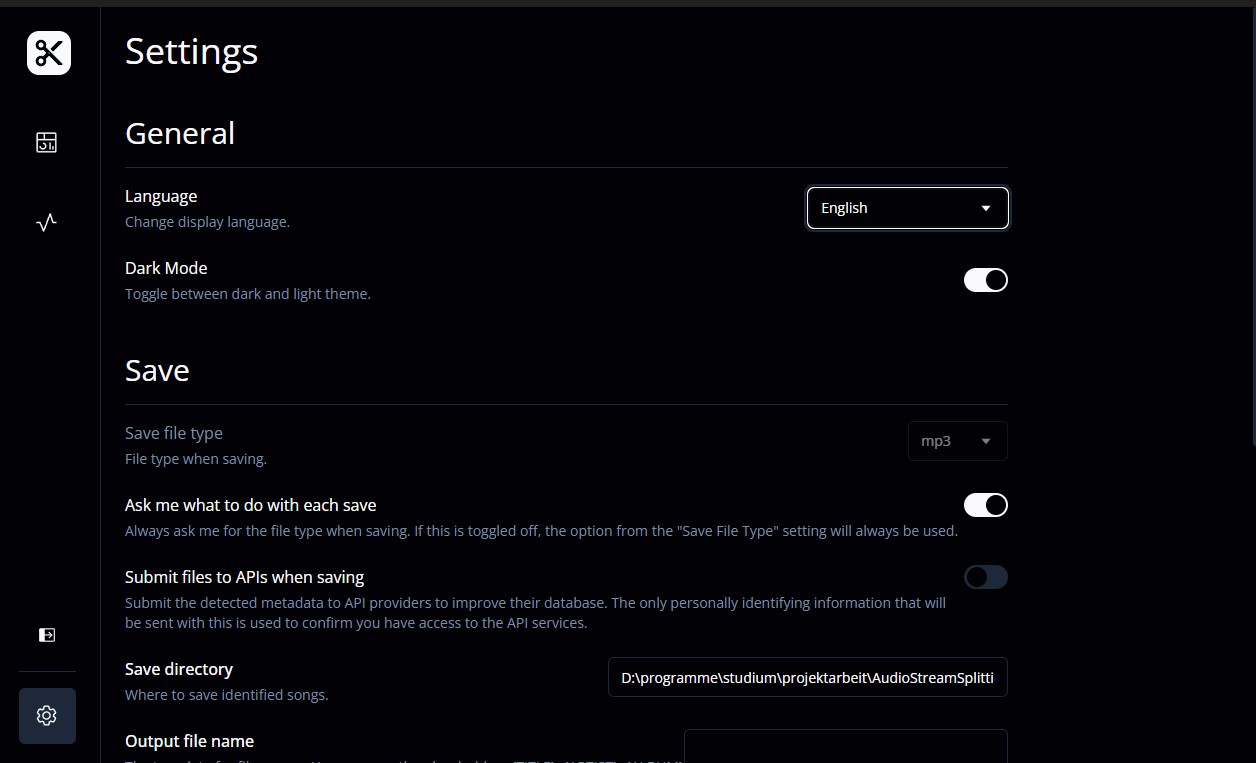 Settings
General
Language
Change display language.
English
Dark Mode
Toggle between dark and light theme.
Save
Save file type
File type when saving.
mp3
Ask me what to do with each save
Always ask me for the file type when saving. If this is toggled off, the option from the "Save File Type" setting will always be used.
Submit files to APIs when saving
Submit the detected metadata to API providers to improve their database. The only personally identifying information that will
be sent with this is used to confirm you have access to the API services.
Save directory
Where to save identified songs.
D:\programme\studium\projektarbeit\AudioStreamSplitti
Output file name